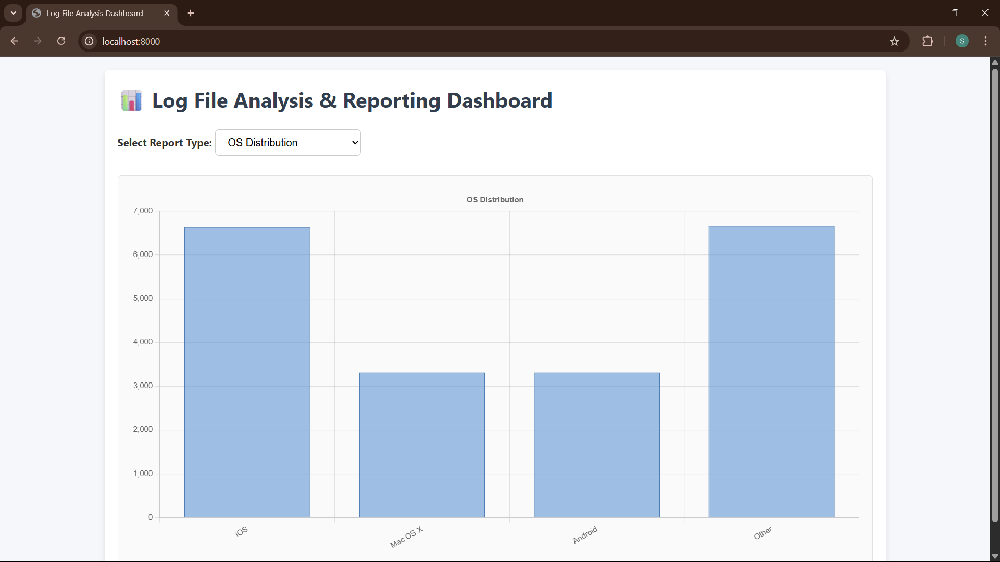 Log File Analysis Dashboard
localhost:8000
S
Log File Analysis & Reporting Dashboard
Select Report Type: OS Distribution
OS Distribution
7,000
6,000
5,000
4,000
3,000
2,000
1,000
0
iOS
Mac OS X
Android
Other